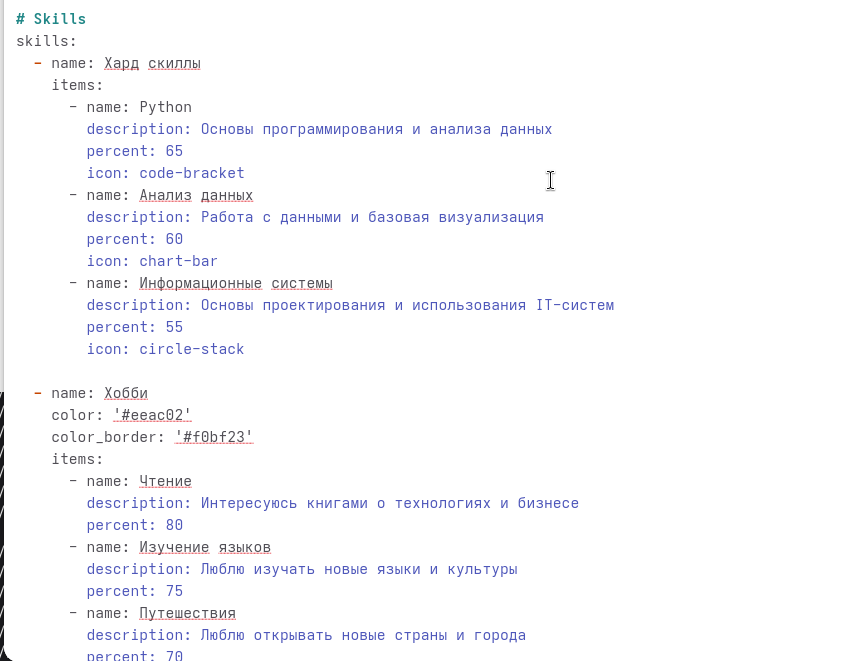 # Skills
skills:
  - name: Хард скиллы
    items:
      - name: Python
        description: Основы программирования и анализа данных
        percent: 65
        icon: code-bracket
      - name: Анализ данных
        description: Работа с данными и базовая визуализация
        percent: 60
        icon: chart-bar
      - name: Информационные системы
        description: Основы проектирования и использования IT-систем
        percent: 55
        icon: circle-stack

  - name: Хобби
    color: '#eeac02'
    color_border: '#f0bf23'
    items:
      - name: Чтение
        description: Интересуюсь книгами о технологиях и бизнесе
        percent: 80
      - name: Изучение языков
        description: Люблю изучать новые языки и культуры
        percent: 75
      - name: Путешествия
        description: Люблю открывать новые страны и города
        percent: 70